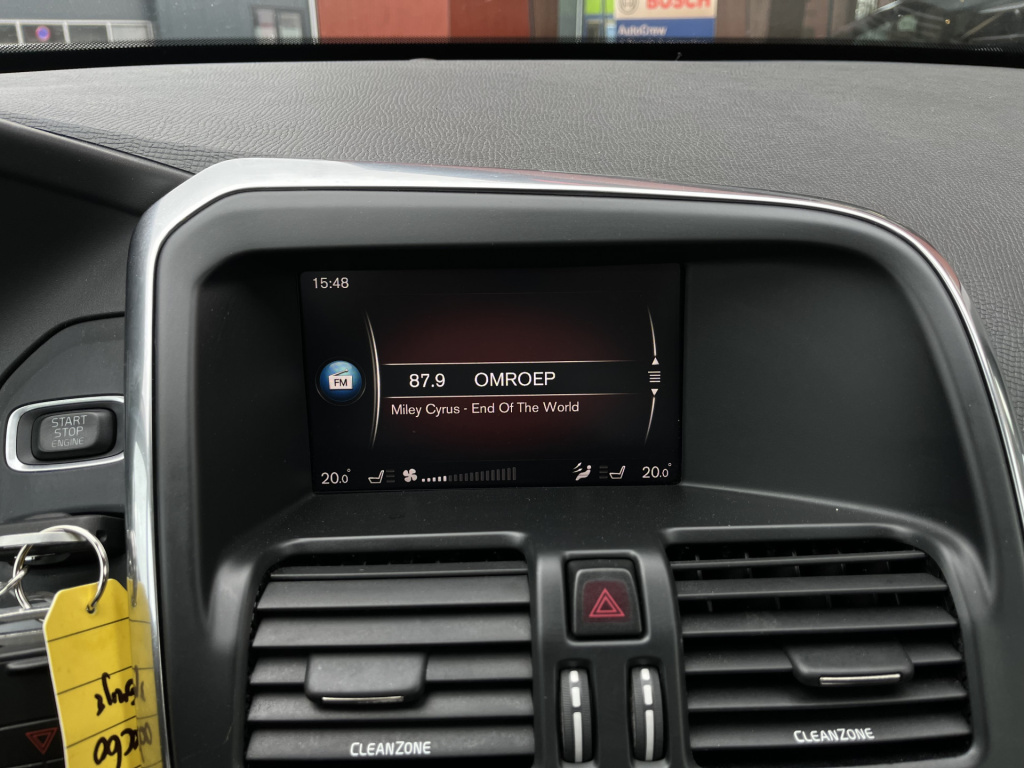 BOSCH
AutoCrew
15:48
FM
87.9 OMROEP
Miley Cyrus - End Of The World
20.0° 20.0°
START
STOP
ENGINE
CLEANZONE
CLEANZONE